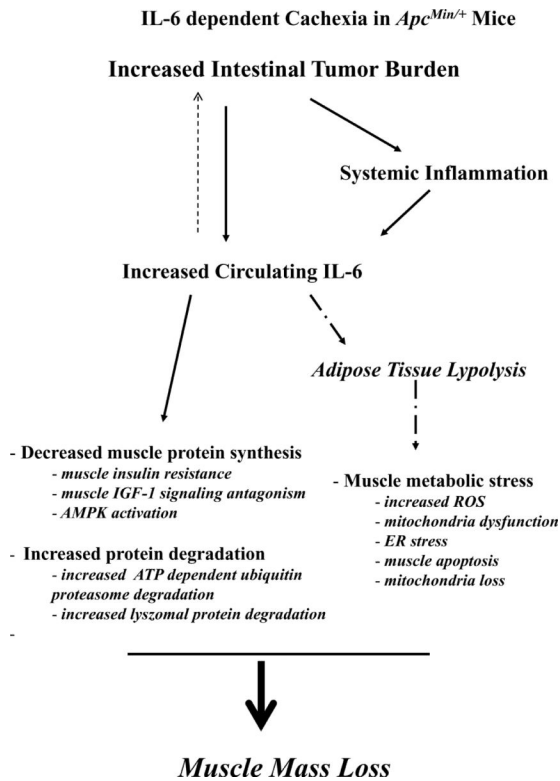 IL-6 dependent Cachexia in Apc^Min/+ Mice
Increased Intestinal Tumor Burden
Systemic Inflammation
Increased Circulating IL-6
Adipose Tissue Lypolysis
- Decreased muscle protein synthesis
- muscle insulin resistance
- muscle IGF-1 signaling antagonism
- AMPK activation
- Increased protein degradation
- increased ATP dependent ubiquitin
proteasome degradation
- increased lyszomal protein degradation
-
- Muscle metabolic stress
- increased ROS
- mitochondria dysfunction
- ER stress
- muscle apoptosis
- mitochondria loss
Muscle Mass Loss